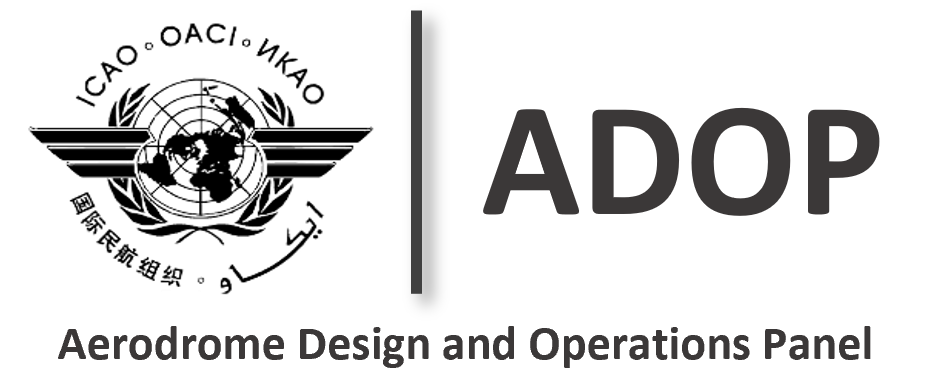 ICAO ° OACI ° ИКАО
ADOP
国际民航组织 ° ايكاو
Aerodrome Design and Operations Panel